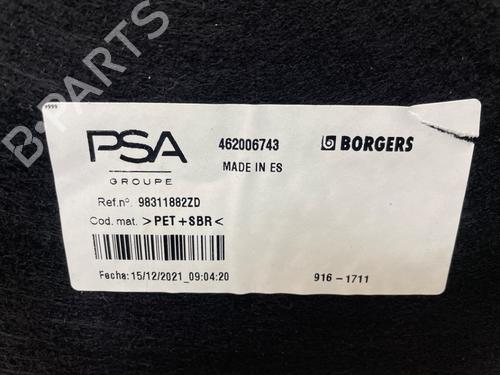 9999
PSA
GROUPE
462006743
MADE IN ES
BORGERS
Ref.nº. 98311882ZD
Cod. mat. >PET+SBR<
Fecha: 15/12/2021_09:04:20
916-1711
B-PARTS